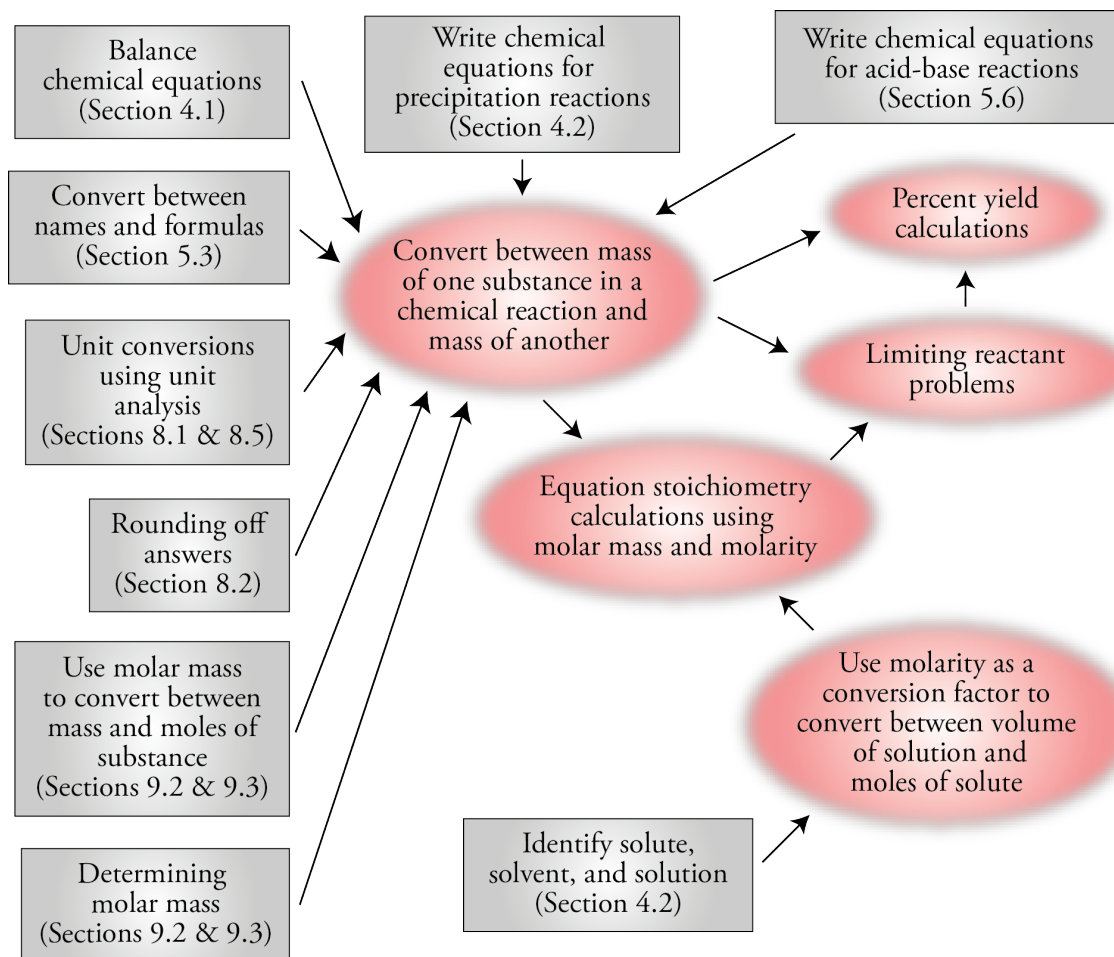 Balance
chemical equations
(Section 4.1)
Write chemical
equations for
precipitation reactions
(Section 4.2)
Write chemical equations
for acid-base reactions
(Section 5.6)
Convert between
names and formulas
(Section 5.3)
Convert between mass
of one substance in a
chemical reaction and
mass of another
Percent yield
calculations
Unit conversions
using unit
analysis
(Sections 8.1 & 8.5)
Limiting reactant
problems
Rounding off
answers
(Section 8.2)
Equation stoichiometry
calculations using
molar mass and molarity
Use molar mass
to convert between
mass and moles of
substance
(Sections 9.2 & 9.3)
Use molarity as a
conversion factor to
convert between volume
of solution and
moles of solute
Identify solute,
solvent, and solution
(Section 4.2)
Determining
molar mass
(Sections 9.2 & 9.3)